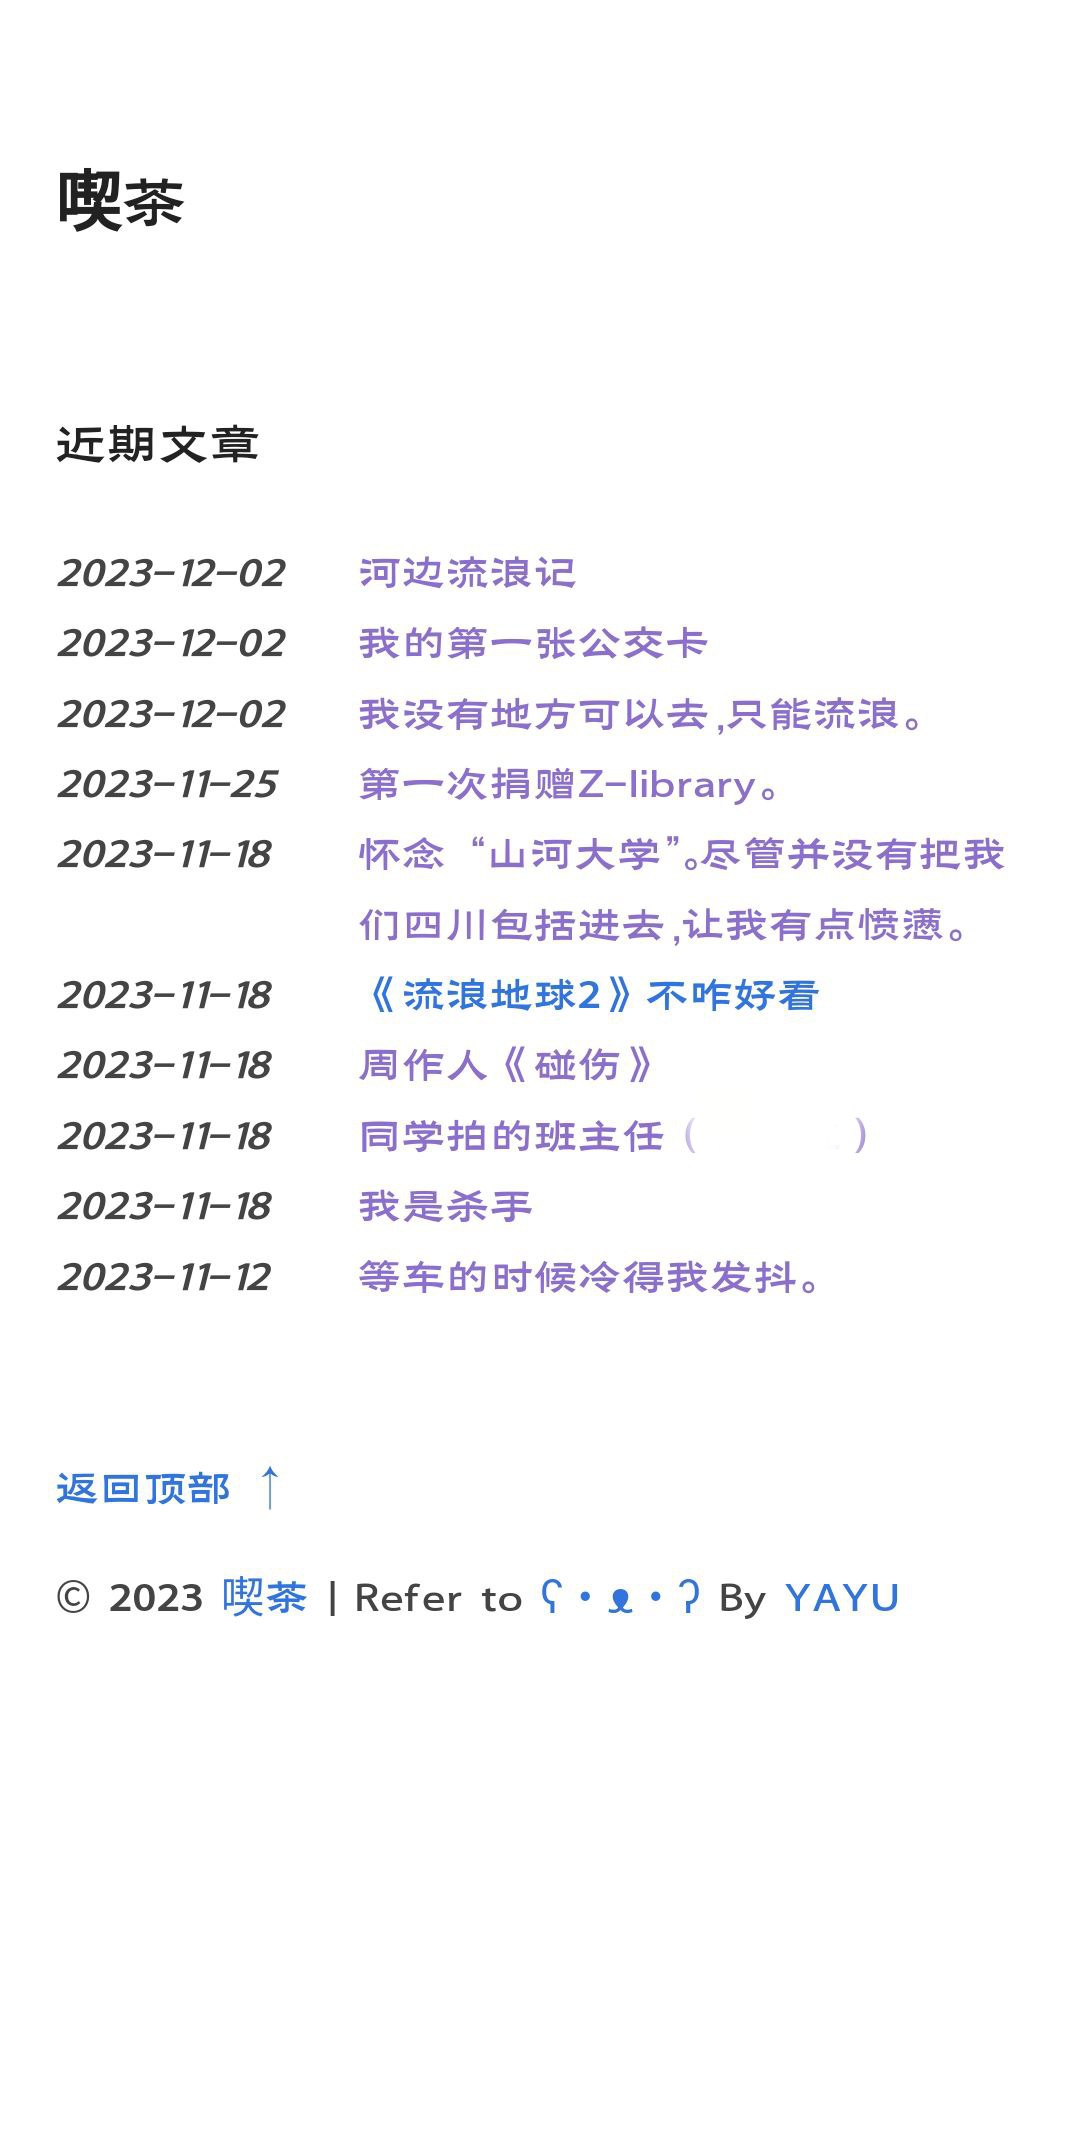 喫茶
近期文章
2023-12-02 河边流浪记
2023-12-02 我的第一张公交卡
2023-12-02 我没有地方可以去,只能流浪。
2023-11-25 第一次捐赠Z-library。
2023-11-18 怀念“山河大学”。尽管并没有把我
们四川包括进去,让我有点愤懑。
2023-11-18 《流浪地球2》不咋好看
2023-11-18 周作人《碰伤》
2023-11-18 同学拍的班主任（ ）
2023-11-18 我是杀手
2023-11-12 等车的时候冷得我发抖。
返回顶部 ↑
© 2023 喫茶 | Refer to ʕ・ᴥ・ʔ By YAYU